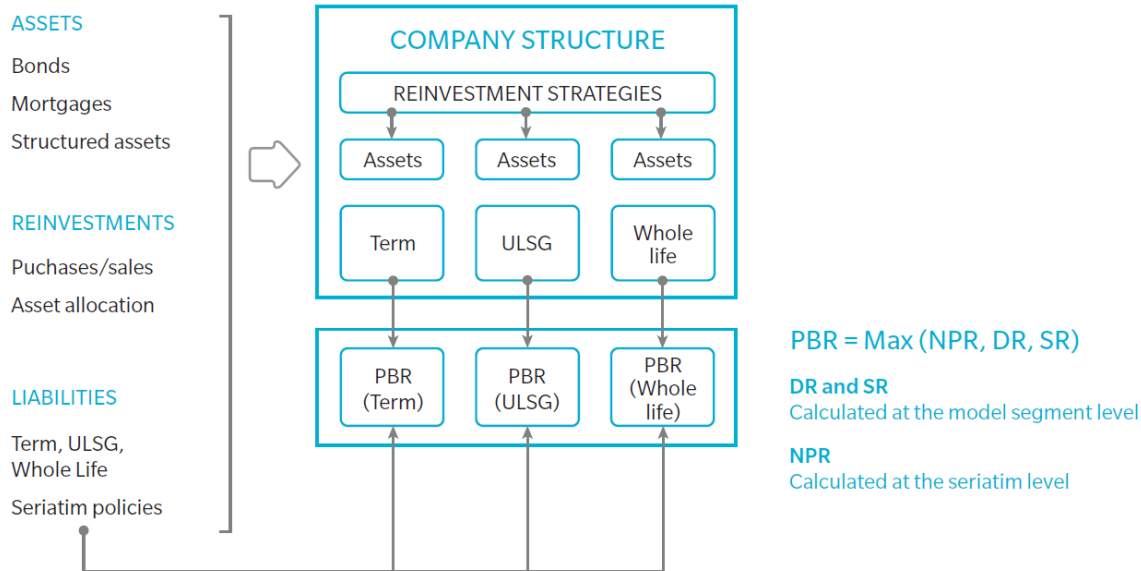 ASSETS
Bonds
Mortgages
Structured assets
REINVESTMENTS
Puchases/sales
Asset allocation
LIABILITIES
Term, ULSG,
Whole Life
Seriatim policies
COMPANY STRUCTURE
REINVESTMENT STRATEGIES
Assets
Assets
Assets
Term
ULSG
Whole
life
PBR
(Term)
PBR
(ULSG)
PBR
(Whole
life)
PBR = Max (NPR, DR, SR)
DR and SR
Calculated at the model segment level
NPR
Calculated at the seriatim level